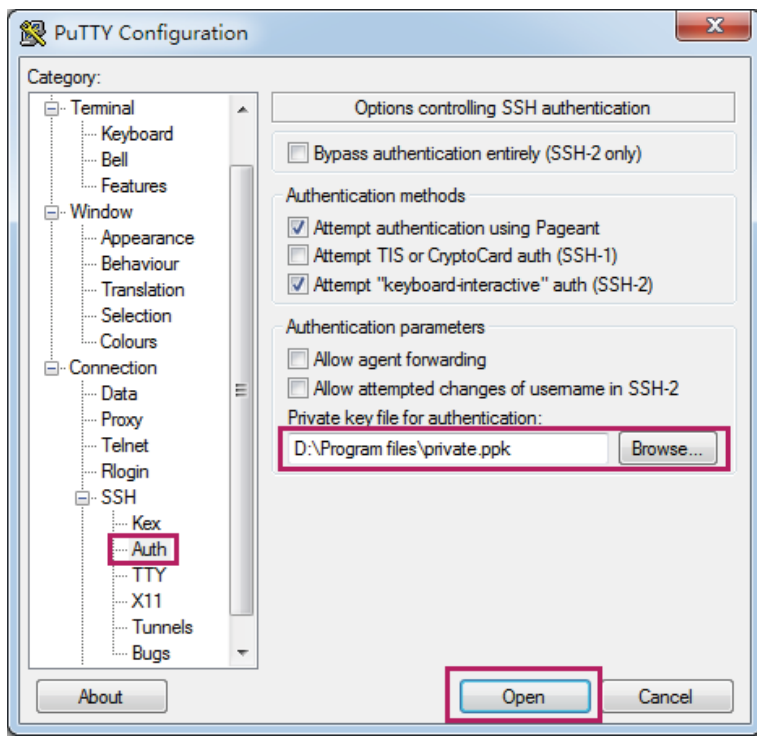 PuTTY Configuration
Category:
Terminal
Keyboard
Bell
Features
Window
Appearance
Behaviour
Translation
Selection
Colours
Connection
Data
Proxy
Telnet
Rlogin
SSH
Kex
Auth
TTY
X11
Tunnels
Bugs
Options controlling SSH authentication
Bypass authentication entirely (SSH-2 only)
Authentication methods
Attempt authentication using Pageant
Attempt TIS or CryptoCard auth (SSH-1)
Attempt "keyboard-interactive" auth (SSH-2)
Authentication parameters
Allow agent forwarding
Allow attempted changes of username in SSH-2
Private key file for authentication:
D:\Program files\private.ppk
Browse...
About
Open
Cancel